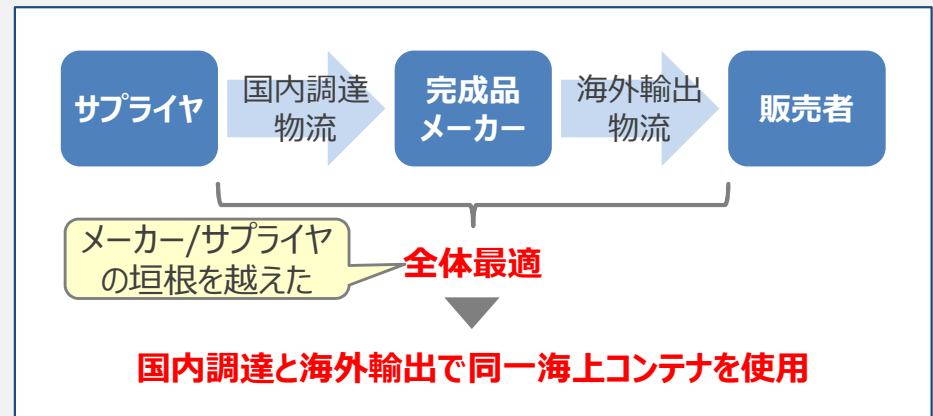 サプライヤ
国内調達
物流
完成品
メーカー
海外輸出
物流
販売者
メーカー/サプライヤ
の垣根を越えた
全体最適
国内調達と海外輸出で同一海上コンテナを使用